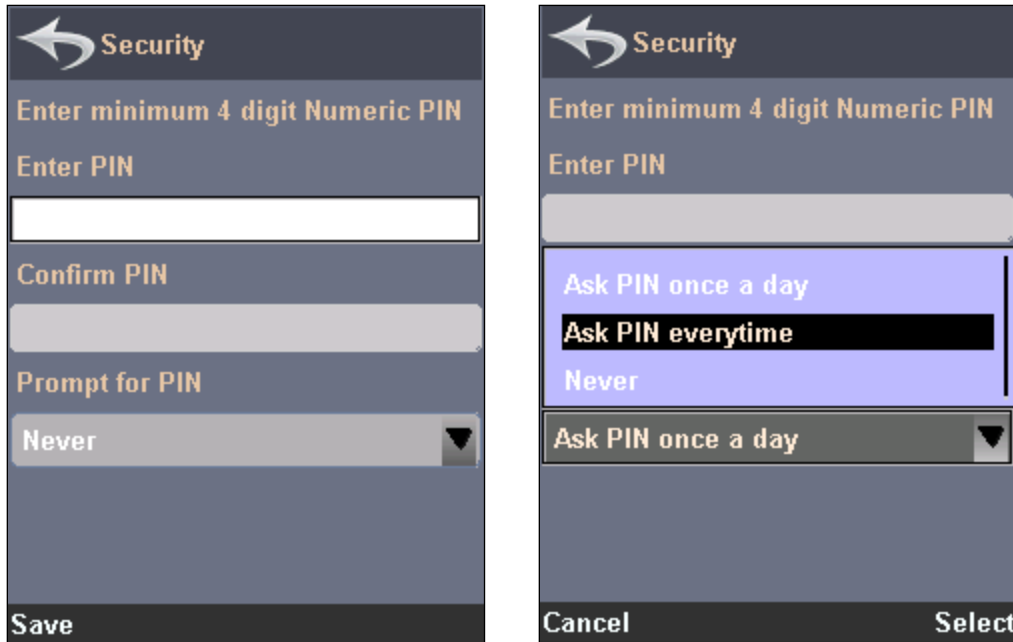 Security
Enter minimum 4 digit Numeric PIN
Enter PIN
Confirm PIN
Prompt for PIN
Never
Save
Security
Enter minimum 4 digit Numeric PIN
Enter PIN
Ask PIN once a day
Ask PIN everytime
Never
Ask PIN once a day
Cancel Select